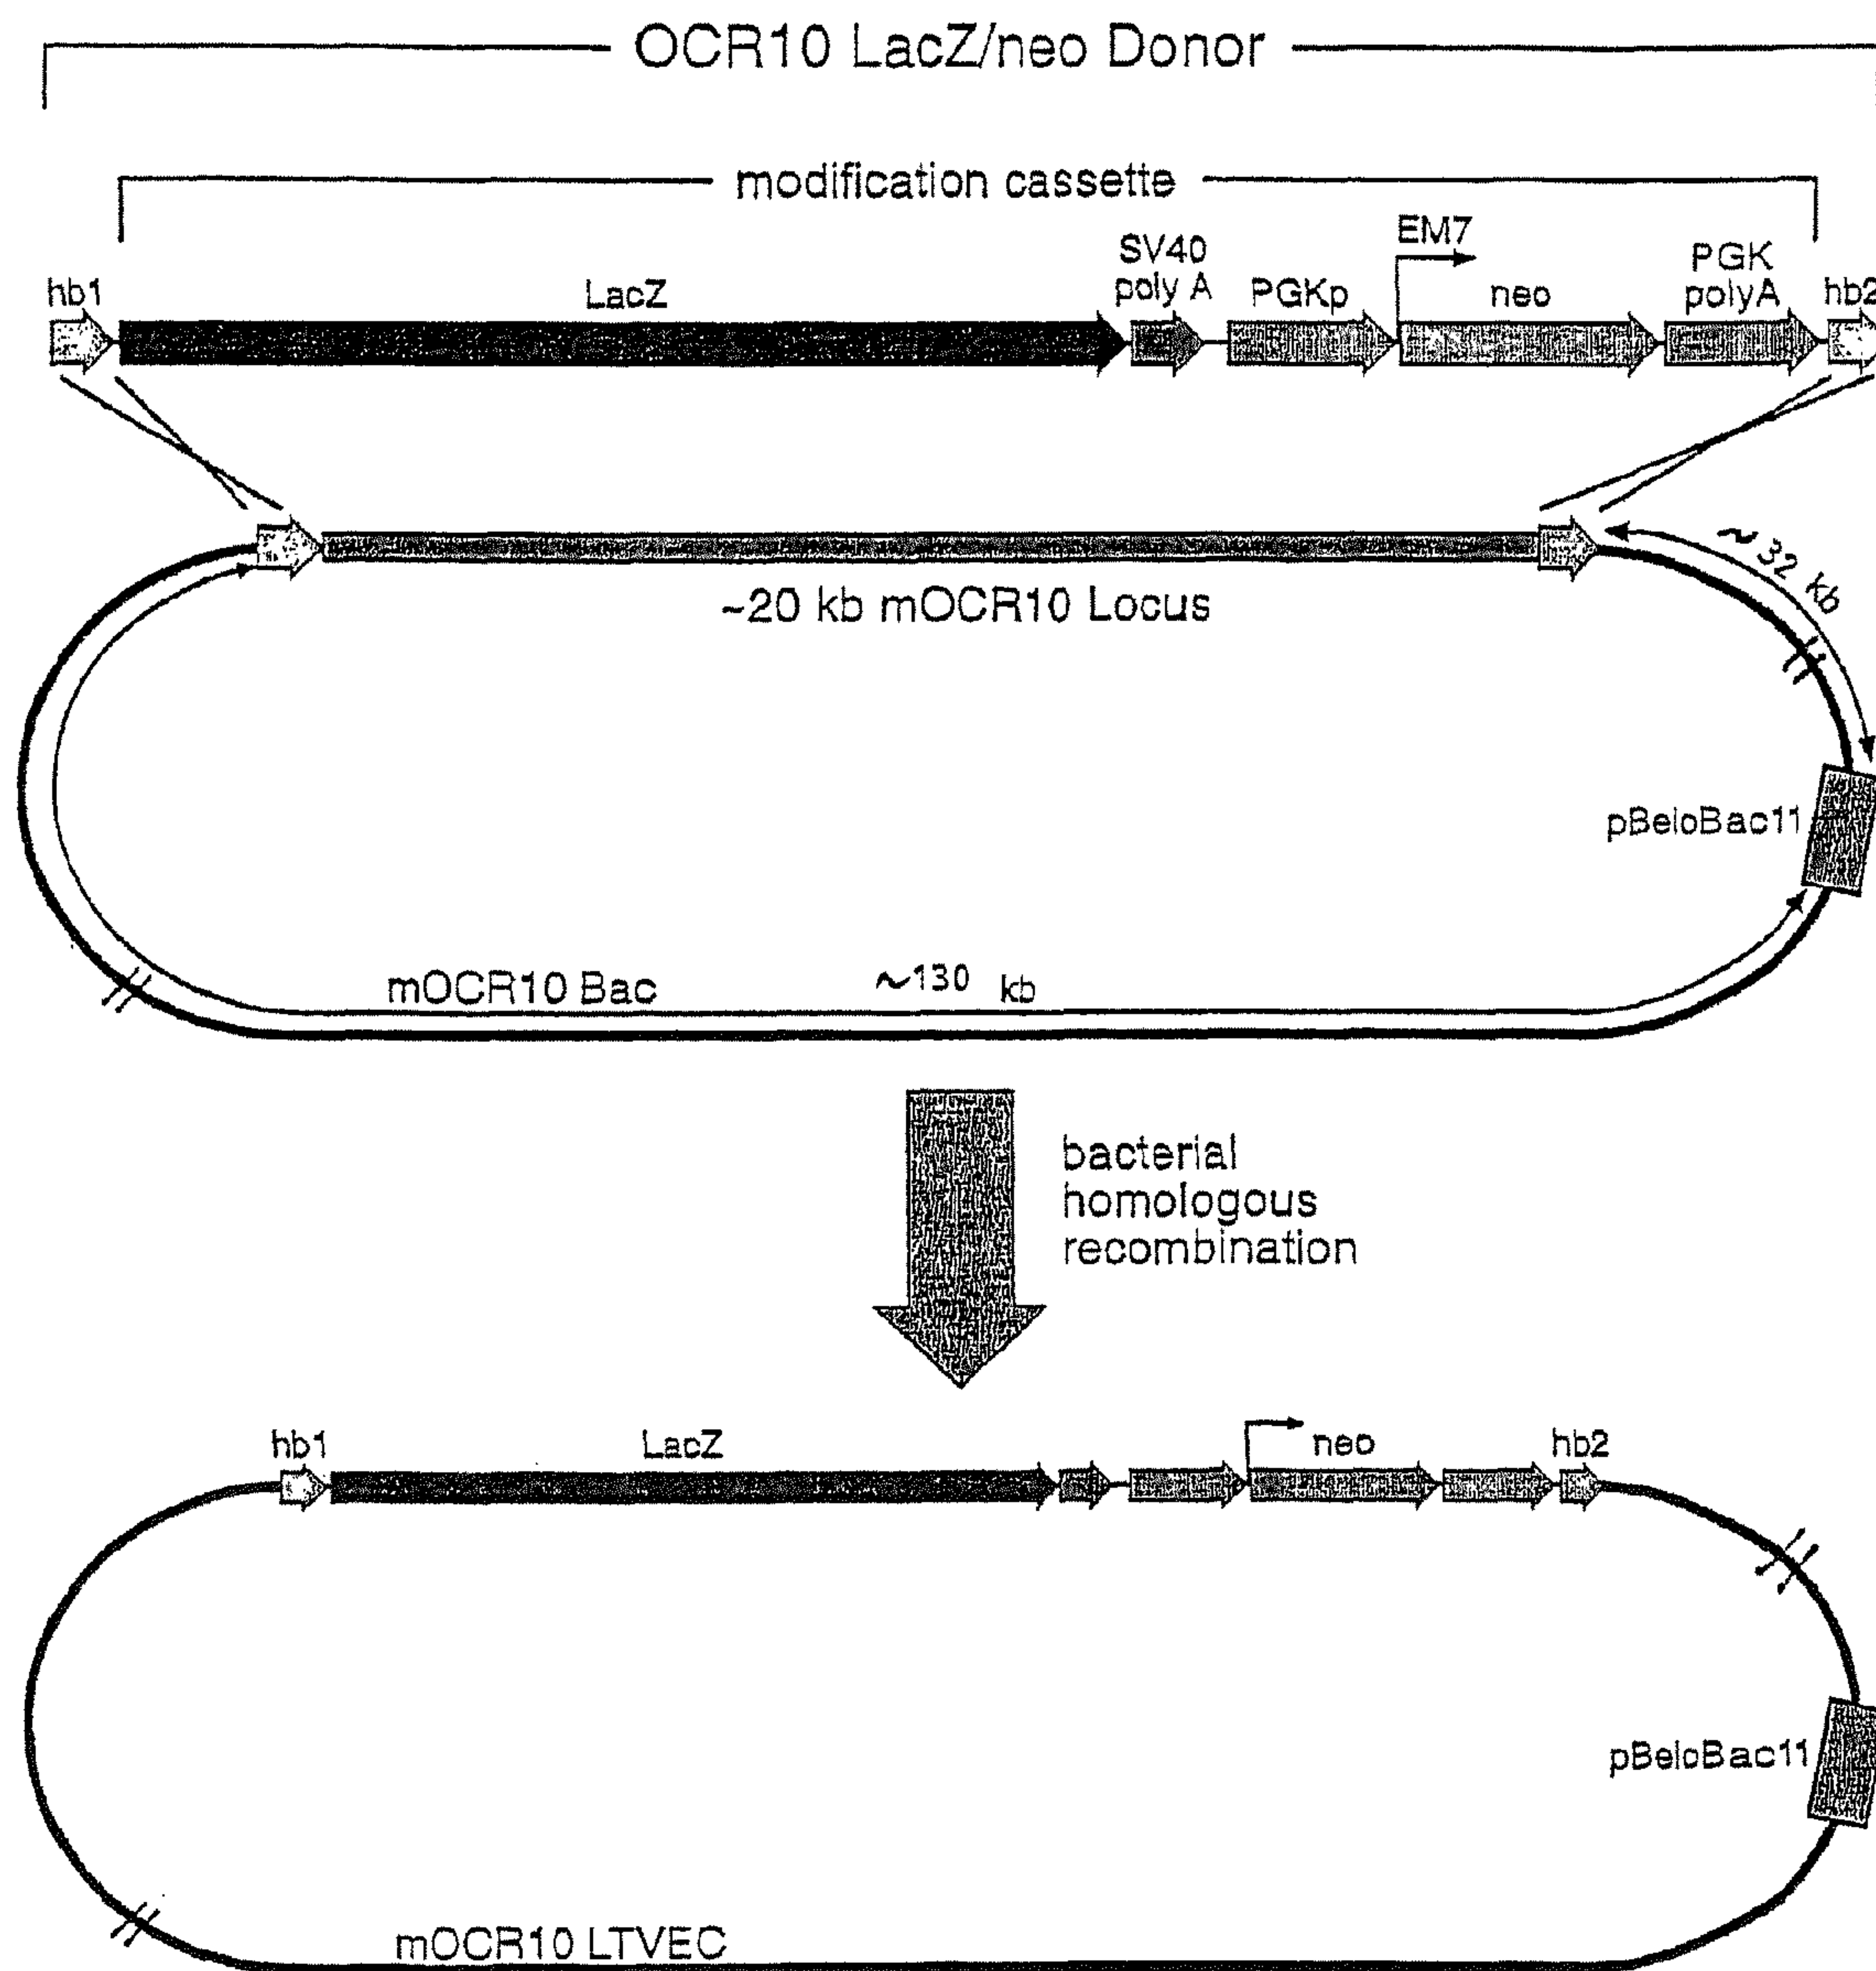 OCR10 LacZ/neo Donor
modification cassette
EM7
hb1
LacZ
SV40
poly A
PGKp
neo
PGK
polyA
hb2
~20 kb mOCR10 Locus
~32 kb
pBeloBac11
mOCR10 Bac
~130 kb
bacterial
homologous
recombination
hb1
LacZ
neo
hb2
pBeloBac11
mOCR10 LTVEC